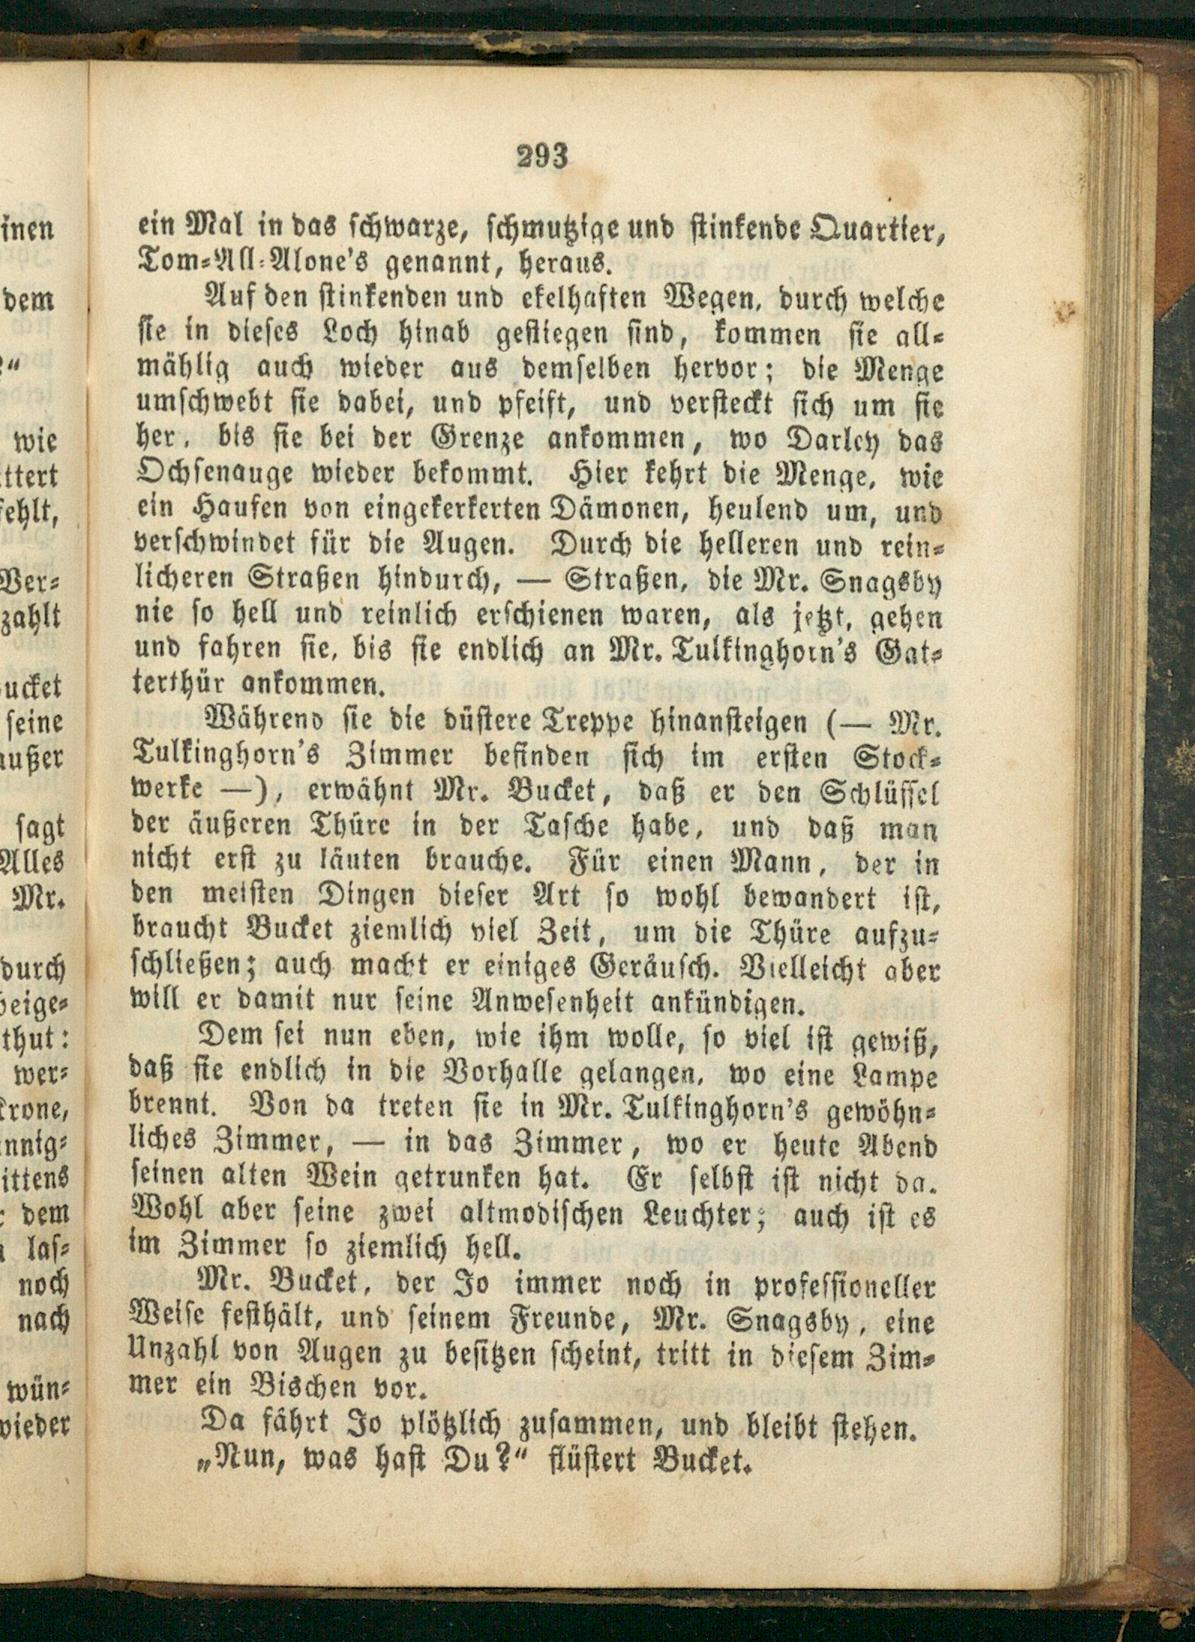 293
ein Mal in das schwarze, schmutzige und stinkende Quartier,
Tom-All-Alone's genannt, heraus.
Auf den stinkenden und ekelhaften Wegen, durch welche
sie in dieses Loch hinab gestiegen sind, kommen sie all-
mählig auch wieder aus demselben hervor; die Menge
umschwebt sie dabei, und pfeift, und versteckt sich um sie
her, bis sie bei der Grenze ankommen, wo Darley das
Ochsenauge wieder bekommt. Hier kehrt die Menge, wie
ein Haufen von eingekerkerten Dämonen, heulend um, und
verschwindet für die Augen. Durch die helleren und rein-
licheren Straßen hindurch, — Straßen, die Mr. Snagsby
nie so hell und reinlich erschienen waren, als jetzt, gehen
und fahren sie, bis sie endlich an Mr. Tulkinghorn's Gat-
terthür ankommen.
Während sie die düstere Treppe hinansteigen (— Mr.
Tulkinghorn's Zimmer befinden sich im ersten Stock-
werke —), erwähnt Mr. Bucket, daß er den Schlüssel
der äußeren Thüre in der Tasche habe, und daß man
nicht erst zu läuten brauche. Für einen Mann, der in
den meisten Dingen dieser Art so wohl bewandert ist,
braucht Bucket ziemlich viel Zeit, um die Thüre aufzu-
schließen; auch macht er einiges Geräusch. Vielleicht aber
will er damit nur seine Anwesenheit ankündigen.
Dem sei nun eben, wie ihm wolle, so viel ist gewiß,
daß sie endlich in die Vorhalle gelangen, wo eine Lampe
brennt. Von da treten sie in Mr. Tulkinghorn's gewöhn-
liches Zimmer, — in das Zimmer, wo er heute Abend
seinen alten Wein getrunken hat. Er selbst ist nicht da.
Wohl aber seine zwei altmodischen Leuchter; auch ist es
im Zimmer so ziemlich hell.
Mr. Bucket, der Jo immer noch in professioneller
Weise festhält, und seinem Freunde, Mr. Snagsby, eine
Unzahl von Augen zu besitzen scheint, tritt in diesem Zim-
mer ein Bischen vor.
Da fährt Jo plötzlich zusammen, und bleibt stehen.
„Nun, was hast Du?“ flüstert Bucket.